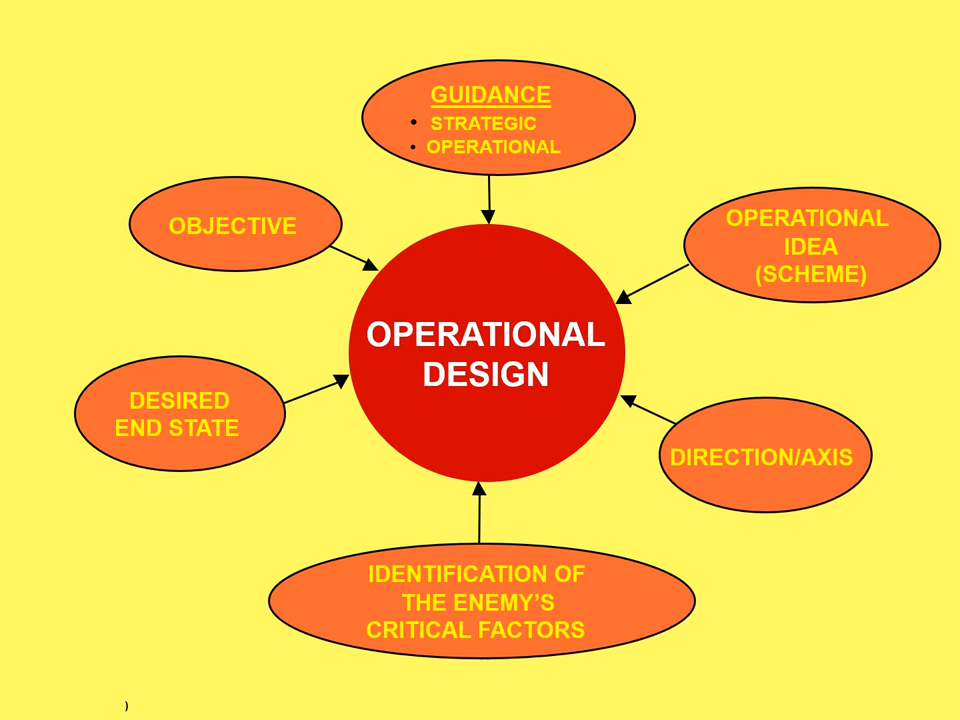 GUIDANCE
• STRATEGIC
• OPERATIONAL
OBJECTIVE
OPERATIONAL
IDEA
(SCHEME)
OPERATIONAL
DESIGN
DESIRED
END STATE
DIRECTION/AXIS
IDENTIFICATION OF
THE ENEMY’S
CRITICAL FACTORS
)